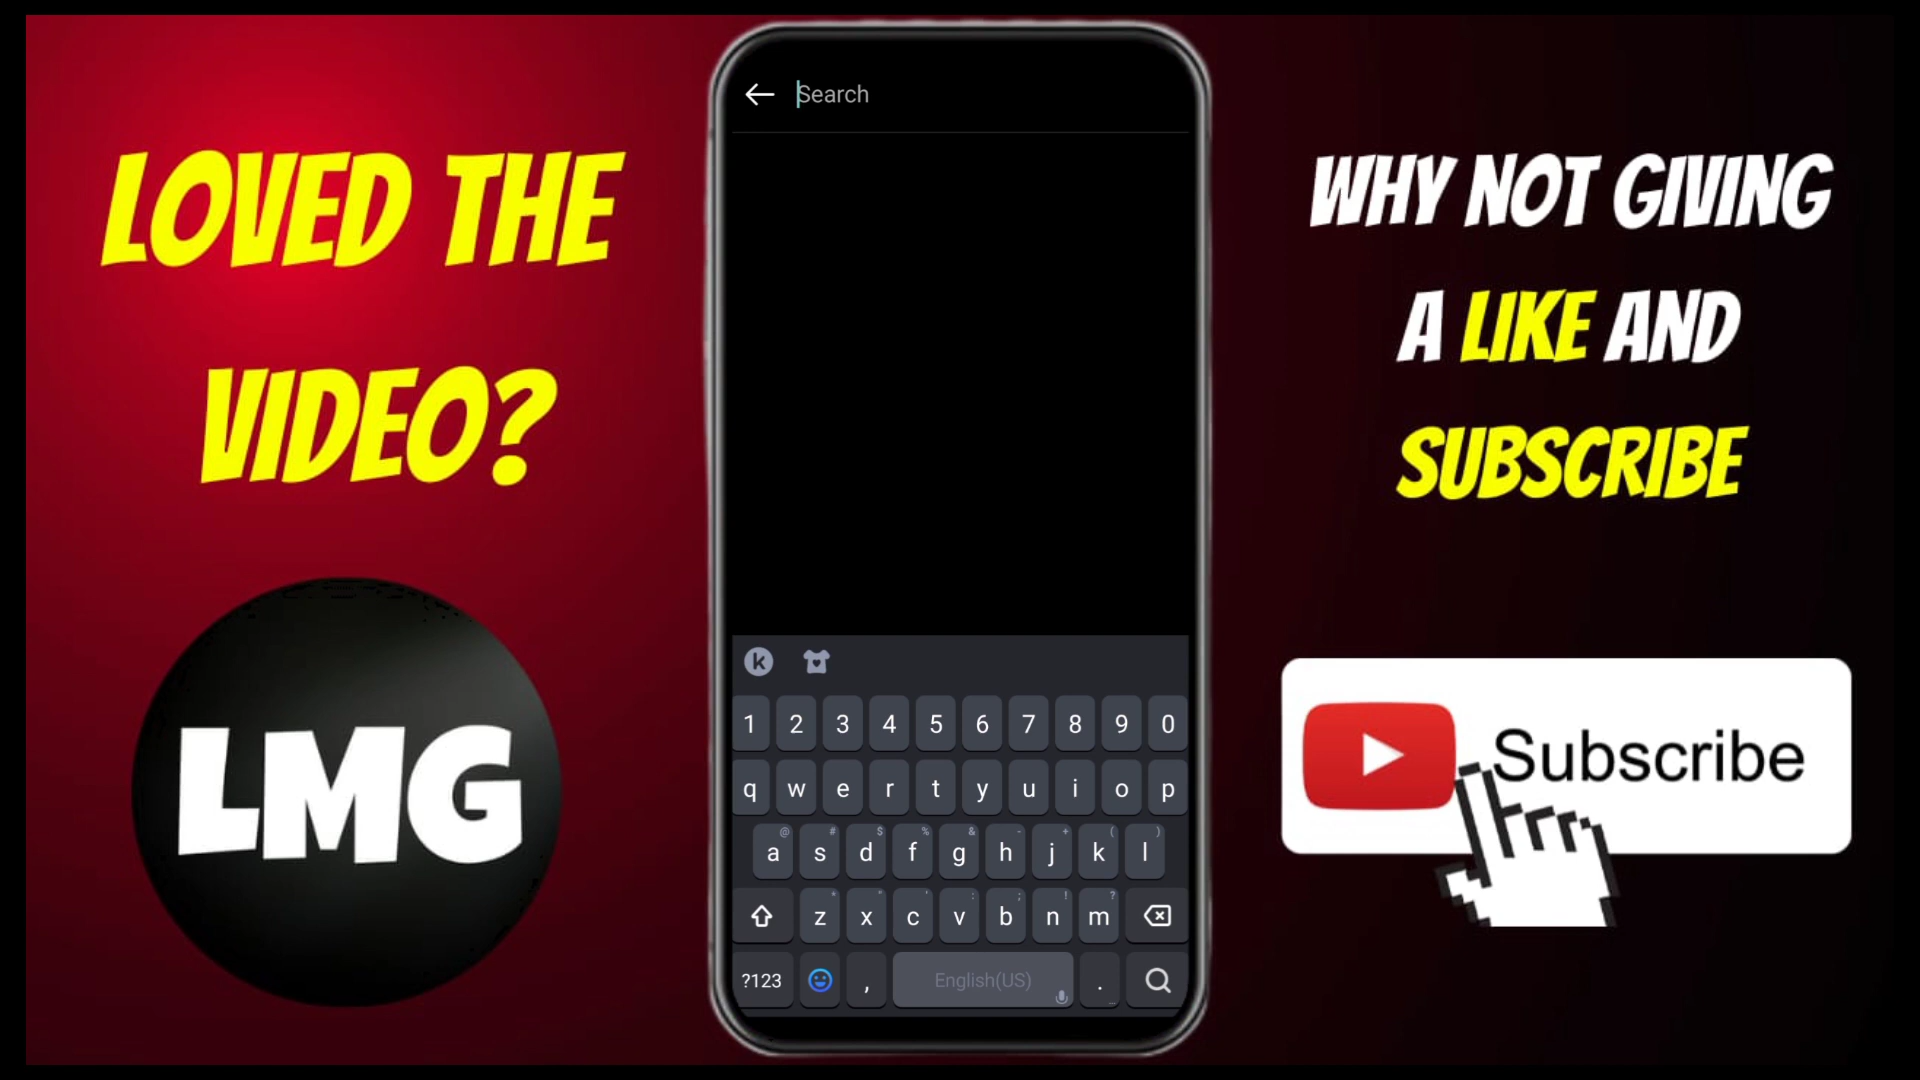 LOVED THE
VIDEO?
LMG
Search
k
1 2 3 4 5 6 7 8 9 0
q w e r t y u i o p
@ # $ % & - + ( )
a s d f g h j k l
* " ' : ; ! ?
z x c v b n m
?123 , English(US) .
WHY NOT GIVING
A LIKE AND
SUBSCRIBE
Subscribe